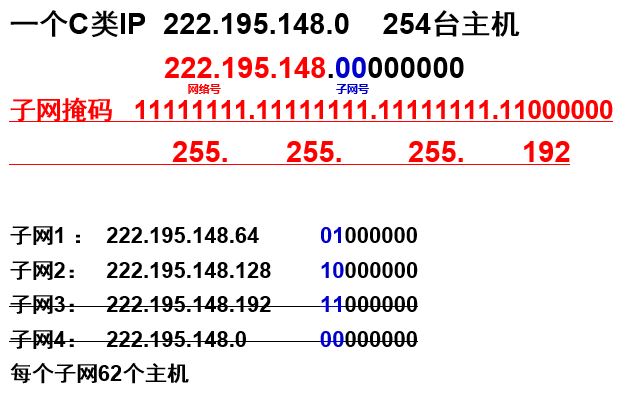 一个C类IP 222.195.148.0 254台主机
222.195.148.00000000
网络号 子网号
子网掩码 11111111.11111111.11111111.11000000
255. 255. 255. 192
子网1： 222.195.148.64 01000000
子网2： 222.195.148.128 10000000
子网3： 222.195.148.192 11000000
子网4： 222.195.148.0 00000000
每个子网62个主机